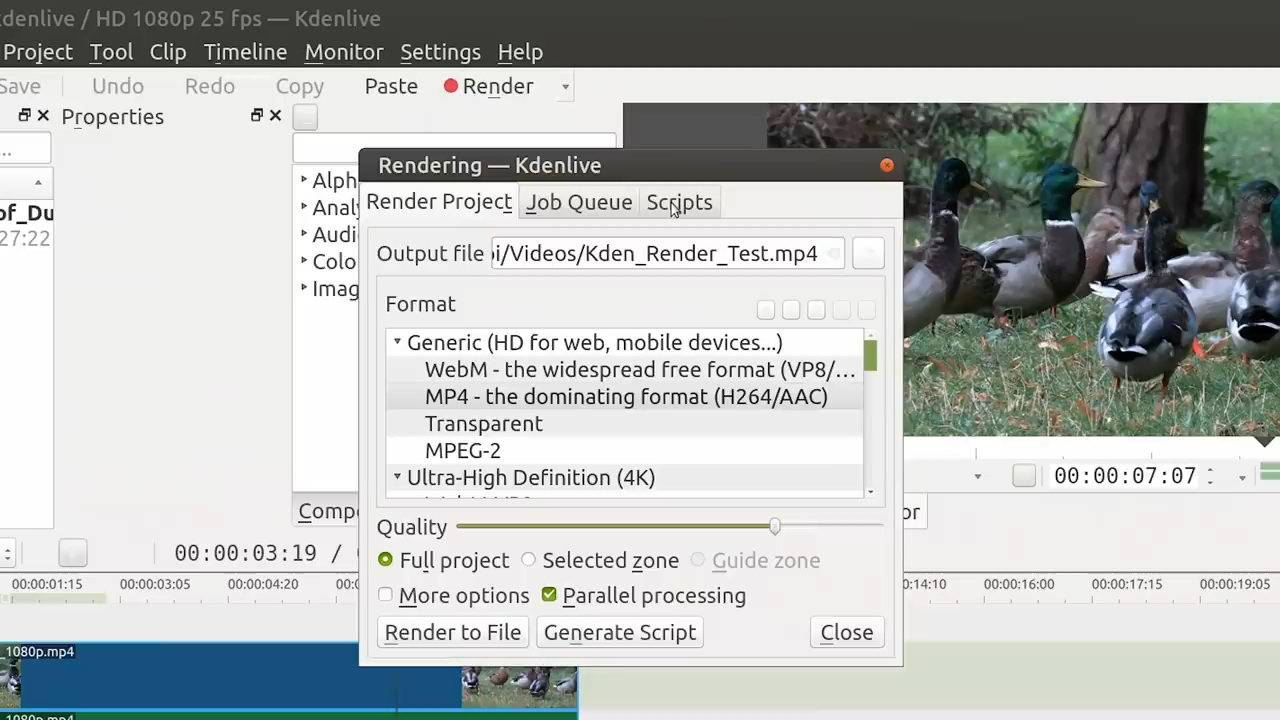 denlive / HD 1080p 25 fps — Kdenlive
Project Tool Clip Timeline Monitor Settings Help
Save Undo Redo Copy Paste Render
Properties
...
Rendering — Kdenlive
Alph
Render Project Job Queue Scripts
Anal
of_Du
Audi
27:22
Output file i/Videos/Kden_Render_Test.mp4
Colo
Imag
Format
Generic (HD for web, mobile devices...)
WebM - the widespread free format (VP8/...
MP4 - the dominating format (H264/AAC)
Transparent
MPEG-2
Ultra-High Definition (4K)
00:00:07:07
Compo
or
Quality
00:00:03:19 /
Full project Selected zone Guide zone
00:00:01:15 00:00:03:05 00:00:04:20 :14:10 00:00:16:00 00:00:17:15 00:00:19:05
More options Parallel processing
Render to File Generate Script Close
1080p.mp4
1080p.mp4